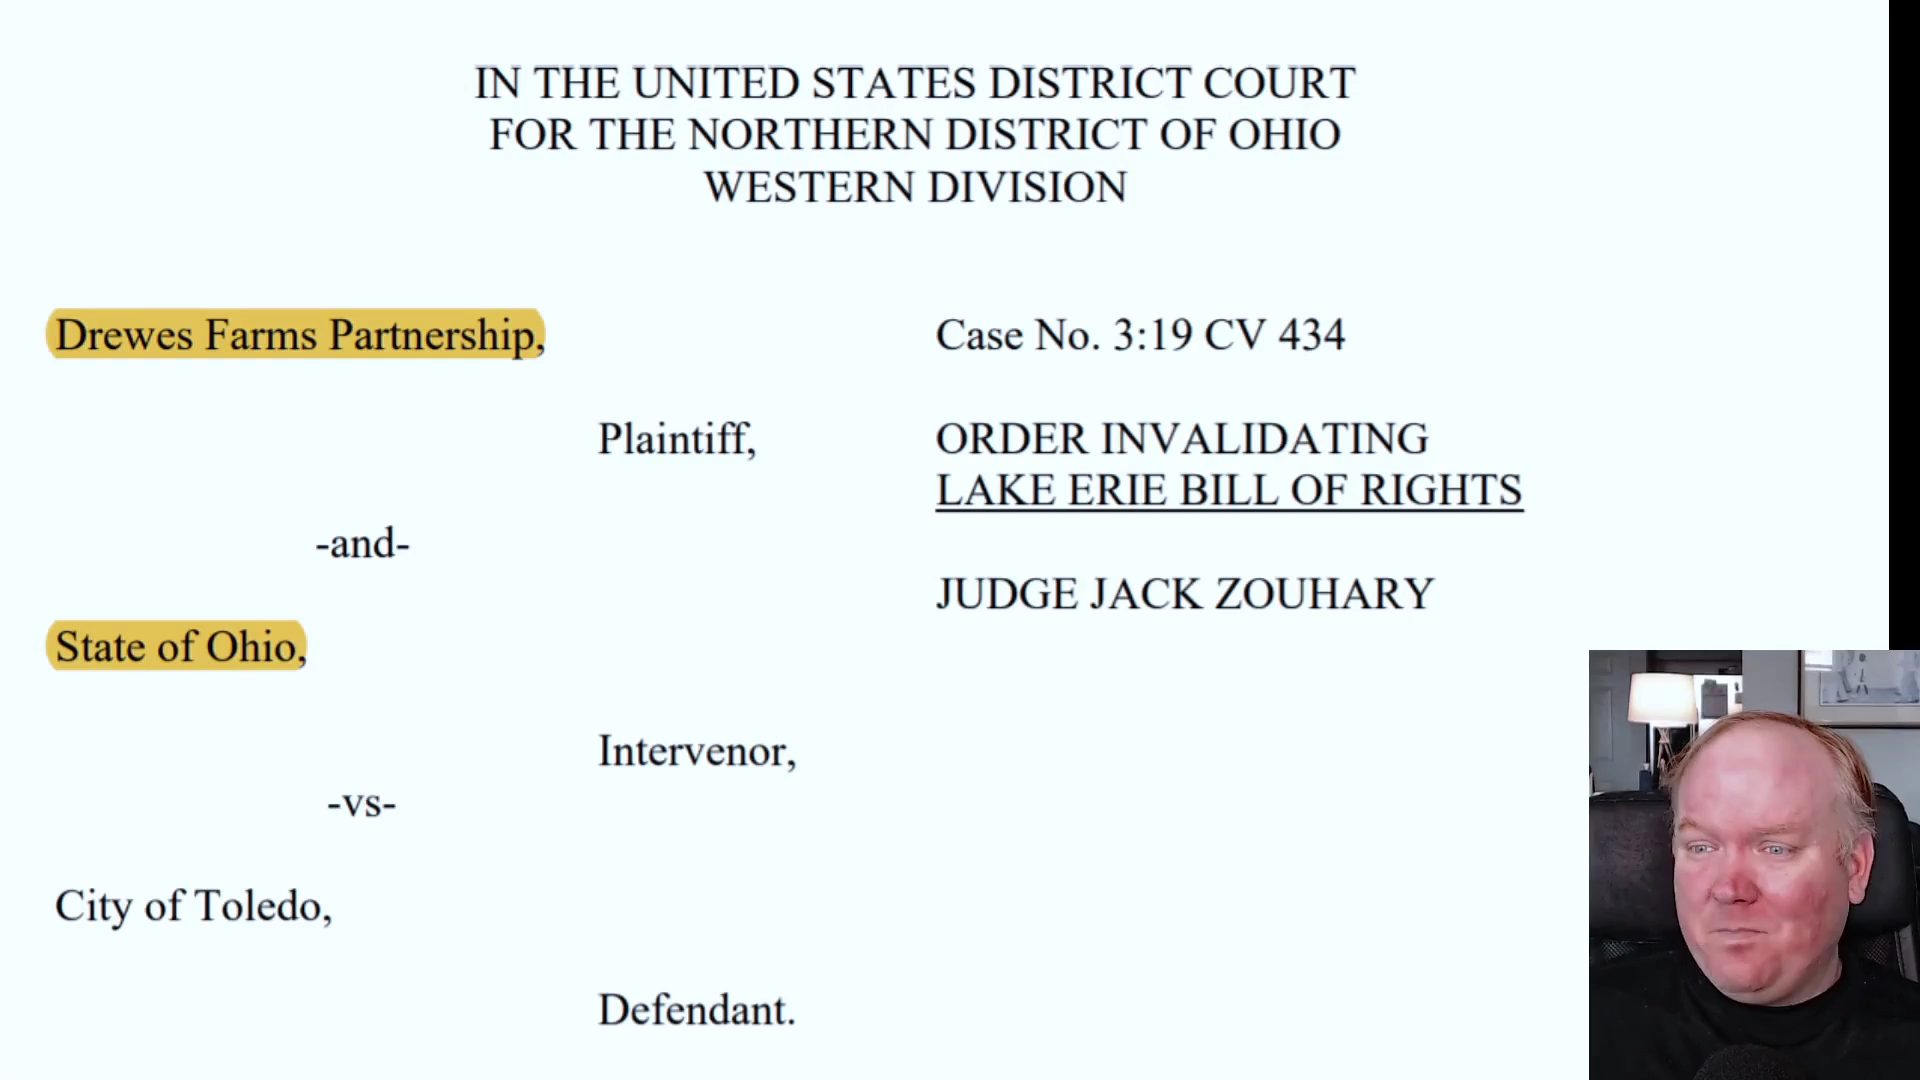 IN THE UNITED STATES DISTRICT COURT
FOR THE NORTHERN DISTRICT OF OHIO
WESTERN DIVISION
Drewes Farms Partnership,
Case No. 3:19 CV 434
Plaintiff,
ORDER INVALIDATING
LAKE ERIE BILL OF RIGHTS
-and-
JUDGE JACK ZOUHARY
State of Ohio,
Intervenor,
-vs-
City of Toledo,
Defendant.